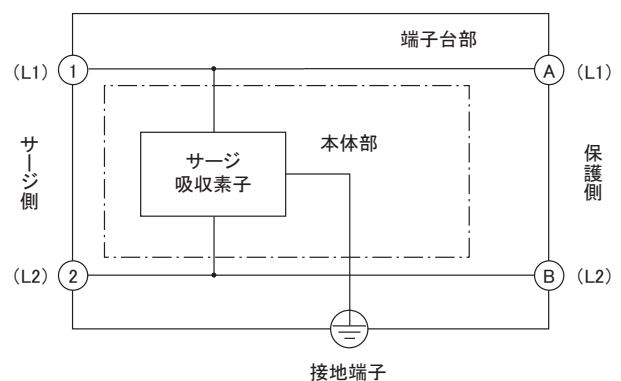 端子台部
(L1) 1
A (L1)
本体部
サージ
吸収素子
サージ側
保護側
(L2) 2
B (L2)
接地端子